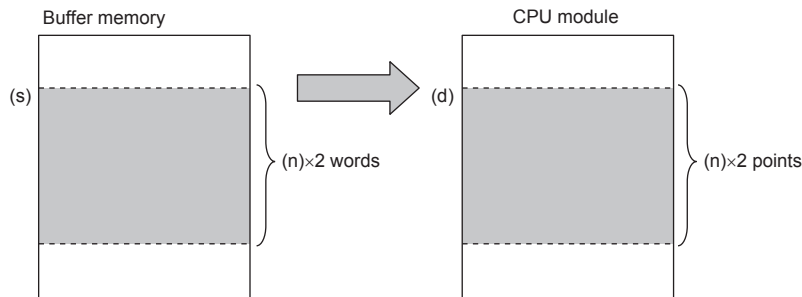 Buffer memory
CPU module
(s)
(d)
(n)×2 words
(n)×2 points